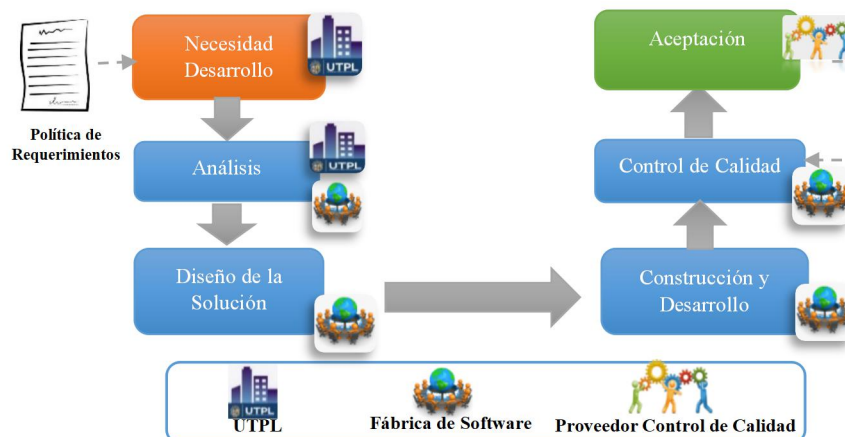 Necesidad
Desarrollo
UTPL
Política de
Requerimientos
Análisis
UTPL
Diseño de la
Solución
Aceptación
Control de Calidad
Construcción y
Desarrollo
UTPL
UTPL
Fábrica de Software
Proveedor Control de Calidad